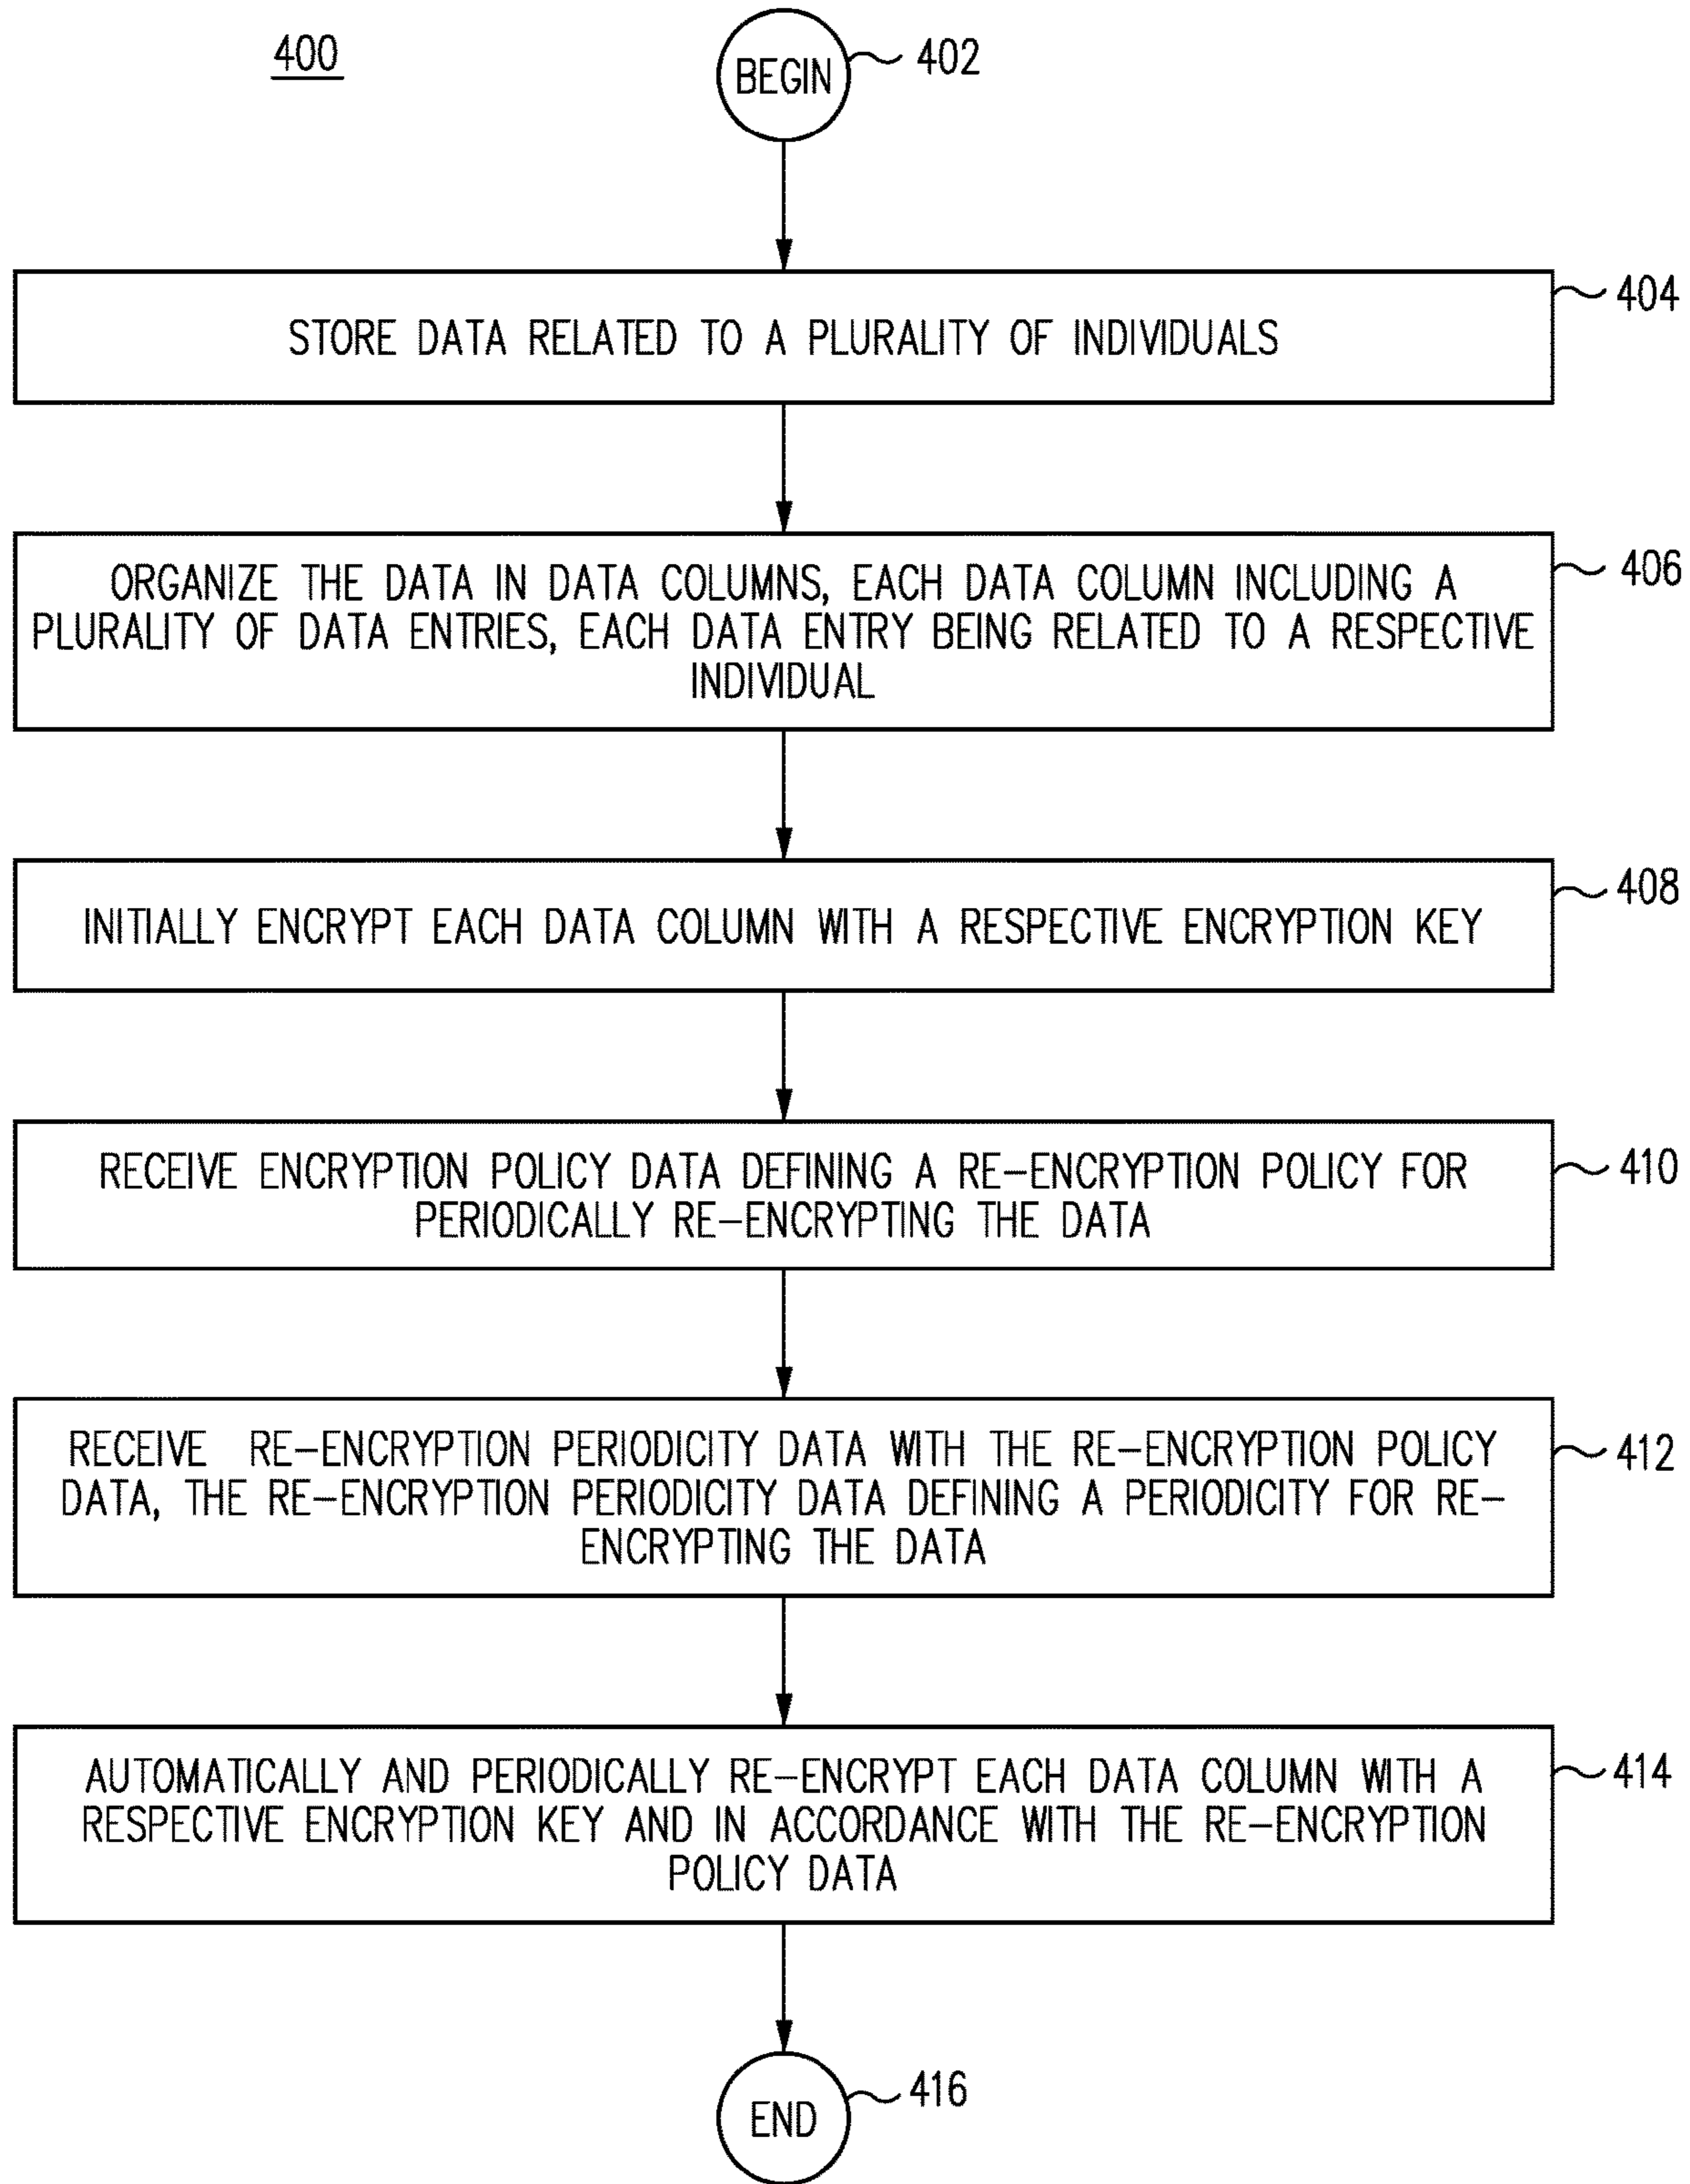 400
BEGIN
402
404
STORE DATA RELATED TO A PLURALITY OF INDIVIDUALS
406
ORGANIZE THE DATA IN DATA COLUMNS, EACH DATA COLUMN INCLUDING A
PLURALITY OF DATA ENTRIES, EACH DATA ENTRY BEING RELATED TO A RESPECTIVE
INDIVIDUAL
408
INITIALLY ENCRYPT EACH DATA COLUMN WITH A RESPECTIVE ENCRYPTION KEY
410
RECEIVE ENCRYPTION POLICY DATA DEFINING A RE-ENCRYPTION POLICY FOR
PERIODICALLY RE-ENCRYPTING THE DATA
412
RECEIVE RE-ENCRYPTION PERIODICITY DATA WITH THE RE-ENCRYPTION POLICY
DATA, THE RE-ENCRYPTION PERIODICITY DATA DEFINING A PERIODICITY FOR RE-
ENCRYPTING THE DATA
414
AUTOMATICALLY AND PERIODICALLY RE-ENCRYPT EACH DATA COLUMN WITH A
RESPECTIVE ENCRYPTION KEY AND IN ACCORDANCE WITH THE RE-ENCRYPTION
POLICY DATA
416
END